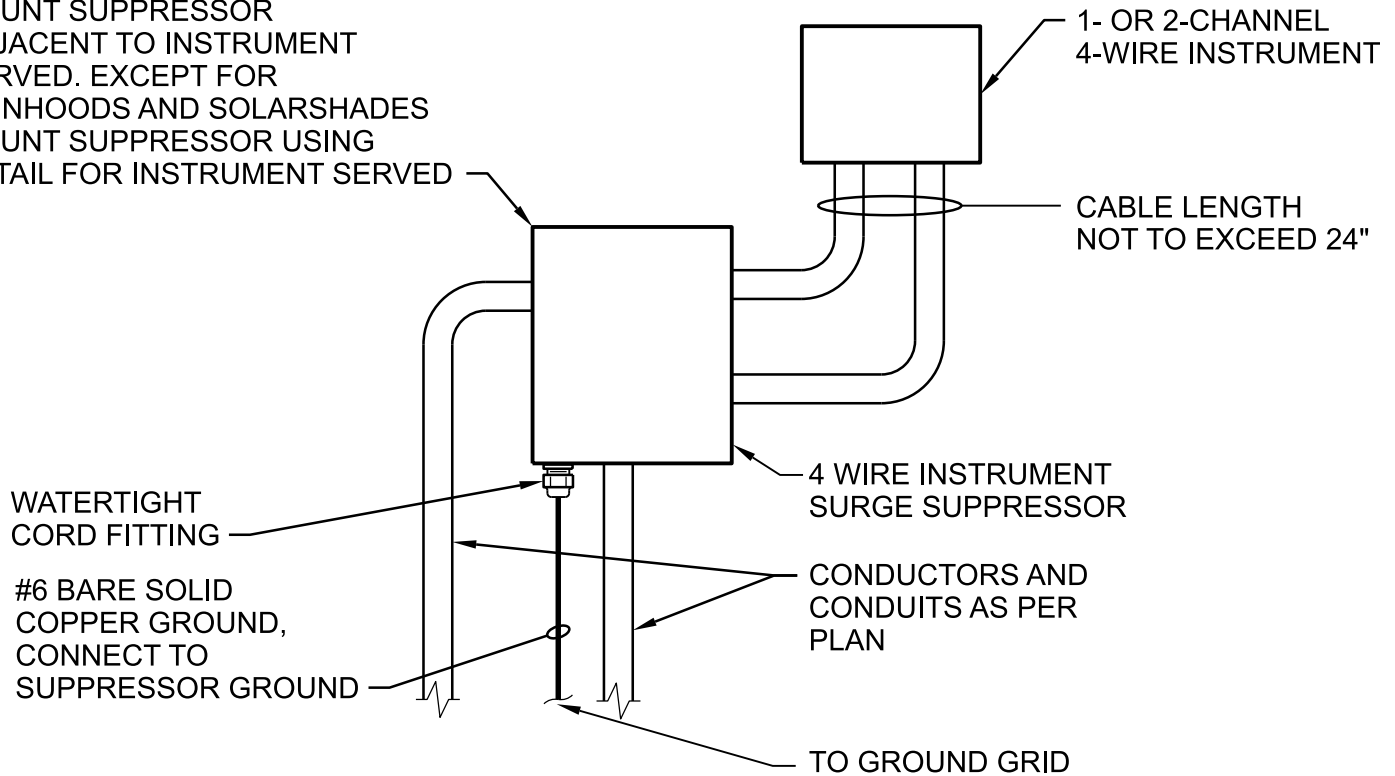 UNT SUPPRESSOR
JACENT TO INSTRUMENT
RVED. EXCEPT FOR
NHOODS AND SOLARSHADES
UNT SUPPRESSOR USING
TAIL FOR INSTRUMENT SERVED
1- OR 2-CHANNEL
4-WIRE INSTRUMENT
CABLE LENGTH
NOT TO EXCEED 24"
4 WIRE INSTRUMENT
SURGE SUPPRESSOR
WATERTIGHT
CORD FITTING
#6 BARE SOLID
COPPER GROUND,
CONNECT TO
SUPPRESSOR GROUND
CONDUCTORS AND
CONDUITS AS PER
PLAN
TO GROUND GRID